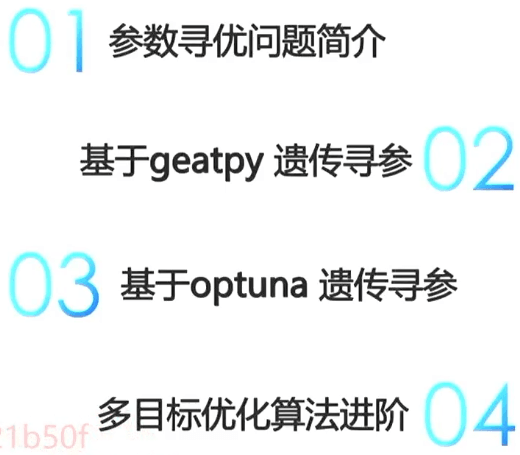 01 参数寻优问题简介
基于geatpy 遗传寻参 02
03 基于optuna 遗传寻参
多目标优化算法进阶 04
21b50f